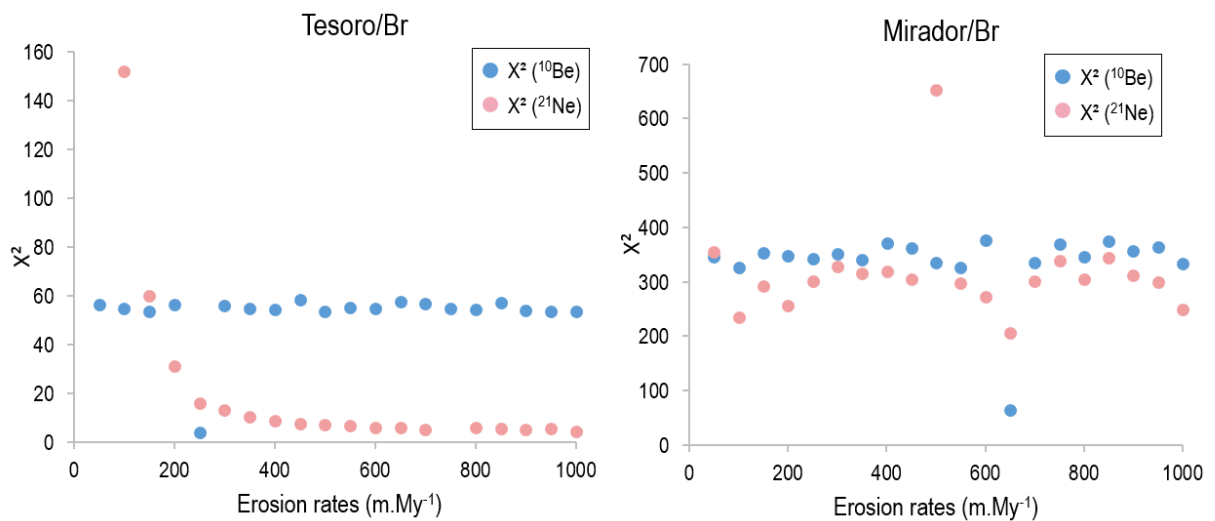 Tesoro/Br
160
140
120
100
80
60
40
20
0
X²
0 200 400 600 800 1000
Erosion rates (m.My⁻¹)
X² (¹⁰Be)
X² (²¹Ne)
Mirador/Br
700
600
500
400
300
200
100
0
X²
0 200 400 600 800 1000
Erosion rates (m.My⁻¹)
X² (¹⁰Be)
X² (²¹Ne)